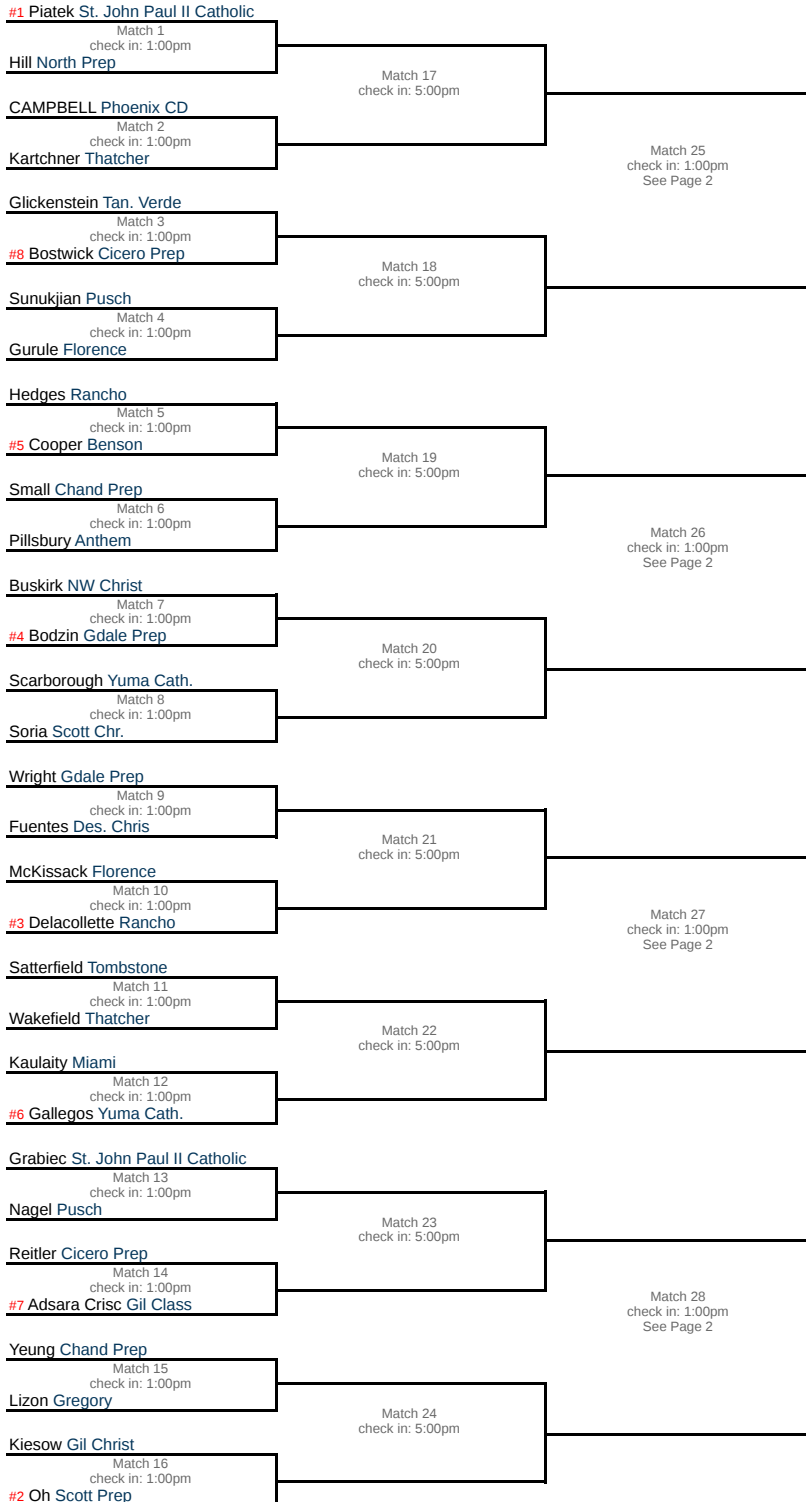 #1 Piatek St. John Paul II Catholic
Match 1
check in: 1:00pm
Hill North Prep
Match 17
check in: 5:00pm
CAMPBELL Phoenix CD
Match 2
check in: 1:00pm
Kartchner Thatcher
Match 25
check in: 1:00pm
See Page 2
Glickenstein Tan. Verde
Match 3
check in: 1:00pm
#8 Bostwick Cicero Prep
Match 18
check in: 5:00pm
Sunukjian Pusch
Match 4
check in: 1:00pm
Gurule Florence
Hedges Rancho
Match 5
check in: 1:00pm
#5 Cooper Benson
Match 19
check in: 5:00pm
Small Chand Prep
Match 6
check in: 1:00pm
Pillsbury Anthem
Match 26
check in: 1:00pm
See Page 2
Buskirk NW Christ
Match 7
check in: 1:00pm
#4 Bodzin Gdale Prep
Match 20
check in: 5:00pm
Scarborough Yuma Cath.
Match 8
check in: 1:00pm
Soria Scott Chr.
Wright Gdale Prep
Match 9
check in: 1:00pm
Fuentes Des. Chris
Match 21
check in: 5:00pm
McKissack Florence
Match 10
check in: 1:00pm
#3 Delacollette Rancho
Match 27
check in: 1:00pm
See Page 2
Satterfield Tombstone
Match 11
check in: 1:00pm
Wakefield Thatcher
Match 22
check in: 5:00pm
Kaulaity Miami
Match 12
check in: 1:00pm
#6 Gallegos Yuma Cath.
Grabiec St. John Paul II Catholic
Match 13
check in: 1:00pm
Nagel Pusch
Match 23
check in: 5:00pm
Reitler Cicero Prep
Match 14
check in: 1:00pm
#7 Adsara Crisc Gil Class
Match 28
check in: 1:00pm
See Page 2
Yeung Chand Prep
Match 15
check in: 1:00pm
Lizon Gregory
Match 24
check in: 5:00pm
Kiesow Gil Christ
Match 16
check in: 1:00pm
#2 Oh Scott Prep